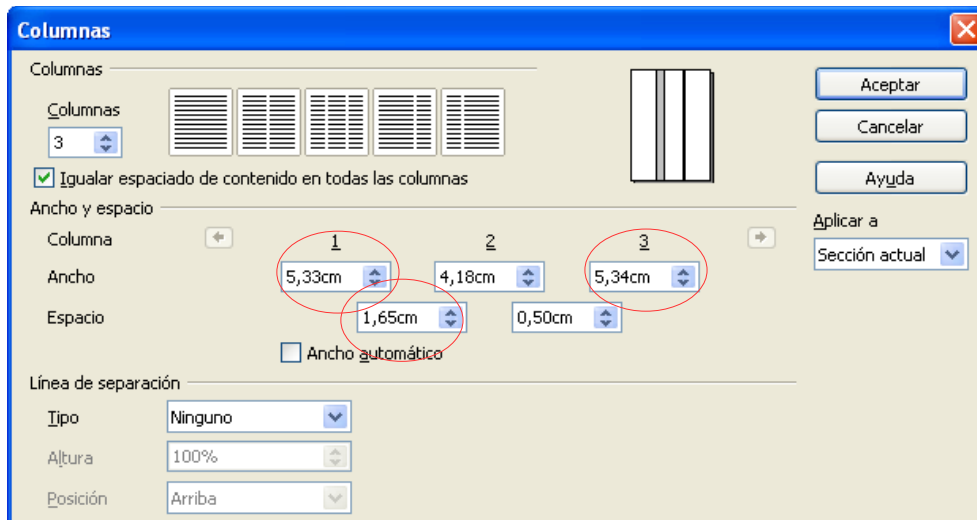 Columnas
Columnas
Aceptar
Columnas
3
Cancelar
Igualar espaciado de contenido en todas las columnas
Ayuda
Ancho y espacio
Aplicar a
Columna 1 2 3
Sección actual
Ancho 5,33cm 4,18cm 5,34cm
Espacio 1,65cm 0,50cm
Ancho automático
Línea de separación
Tipo Ninguno
Altura 100%
Posición Arriba